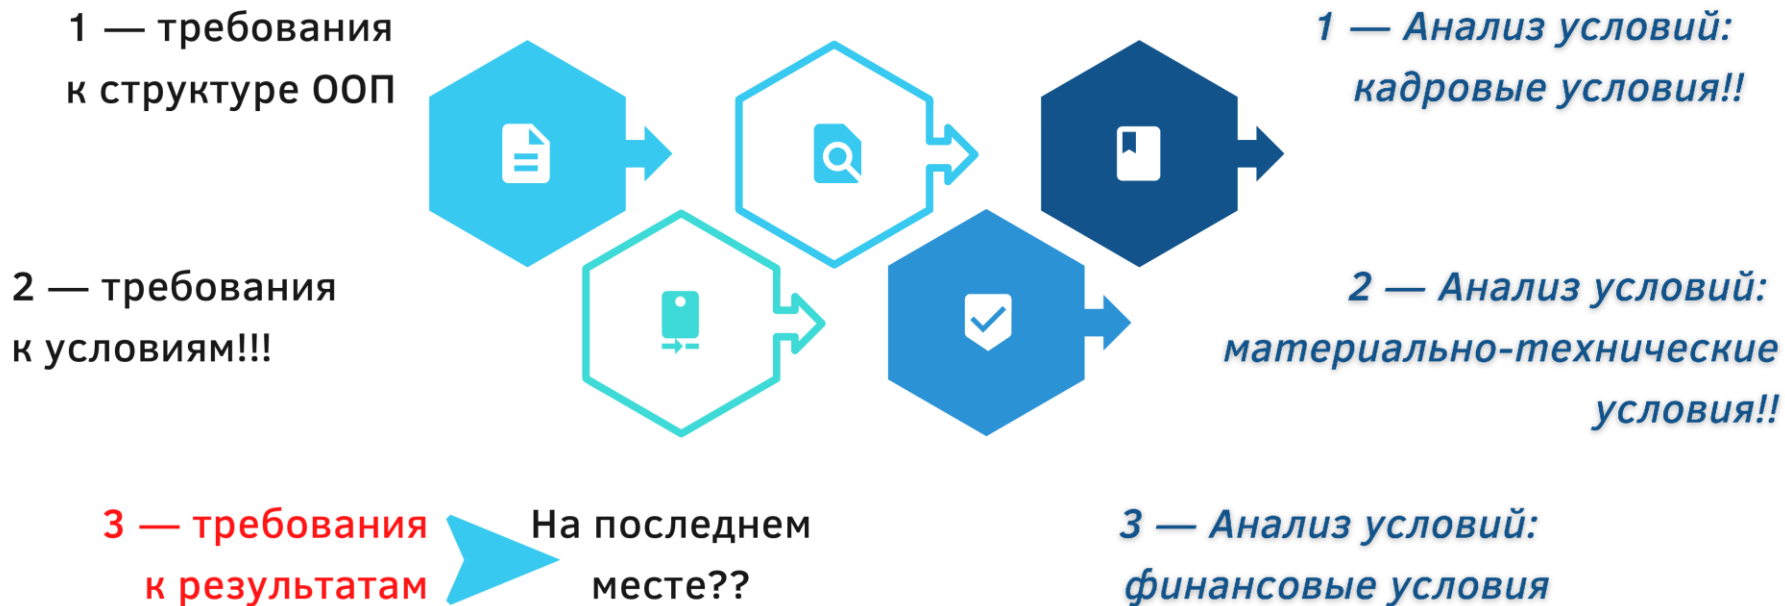 1 — требования
к структуре ООП
1 — Анализ условий:
кадровые условия!!
2 — требования
к условиям!!!
2 — Анализ условий:
материально-технические
условия!!
3 — требования
к результатам
На последнем
месте??
3 — Анализ условий:
финансовые условия